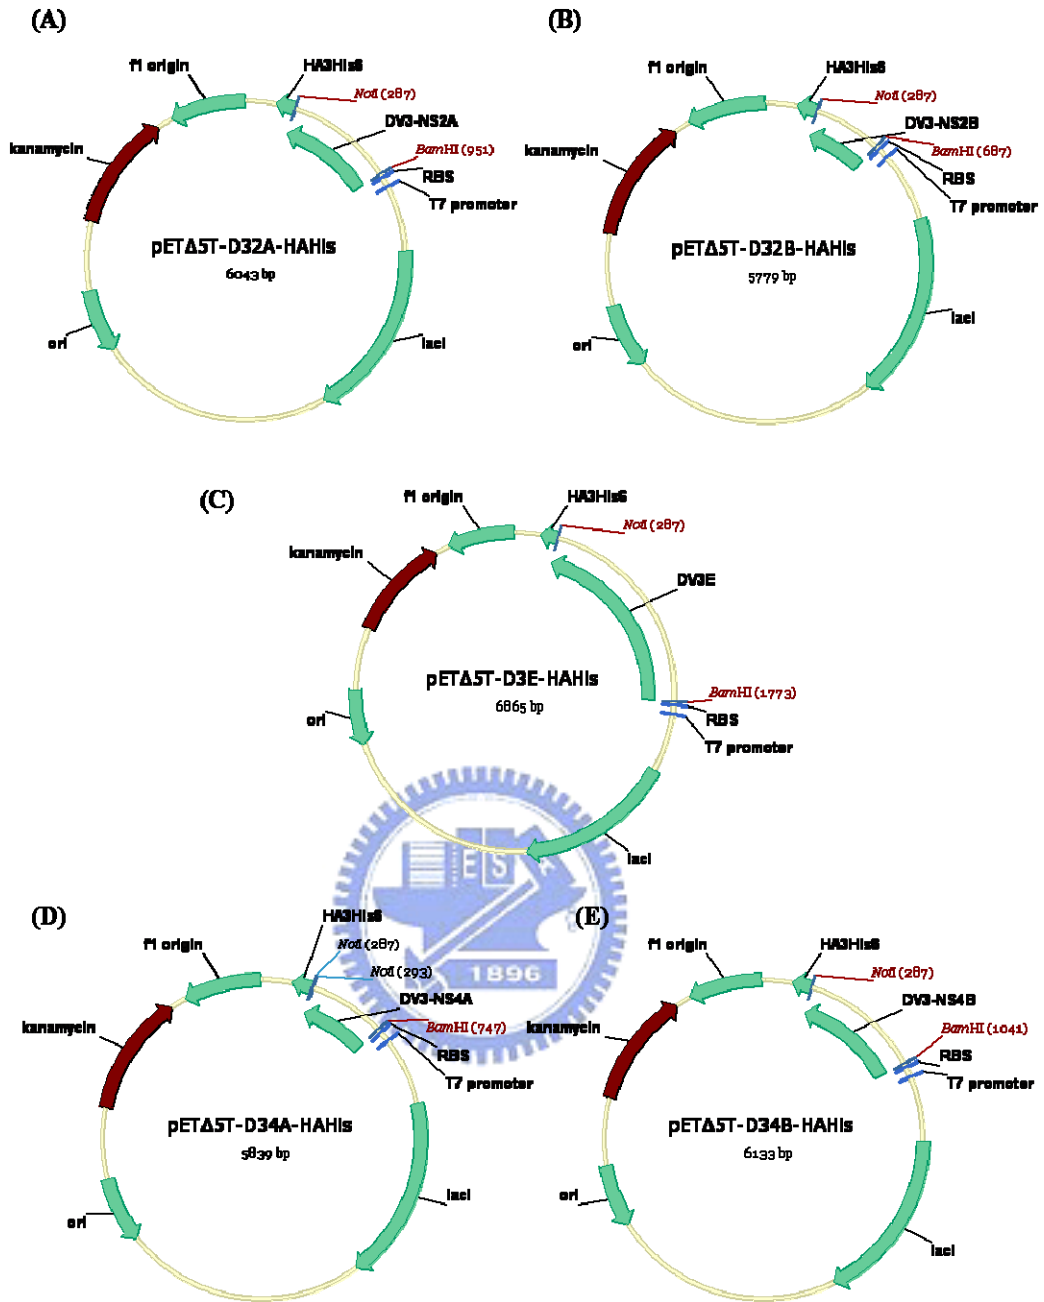 (A)
f1 origin
HA3His6
NotI (287)
DV3-NS2A
kanamycin
BamHI (951)
RBS
T7 promoter
pETΔ5T-D32A-HAHis
6043 bp
ori
lacI
(B)
f1 origin
HA3His6
NotI (287)
DV3-NS2B
kanamycin
BamHI (687)
RBS
T7 promoter
pETΔ5T-D32B-HAHis
5779 bp
ori
lacI
(C)
f1 origin
HA3His6
NotI (287)
kanamycin
DV3E
pETΔ5T-D3E-HAHis
6865 bp
BamHI (1773)
RBS
T7 promoter
ori
lacI
E S
1896
(D)
HA3His6
f1 origin
NotI (287)
NotI (293)
DV3-NS4A
kanamycin
BamHI (747)
RBS
T7 promoter
pETΔ5T-D34A-HAHis
5839 bp
ori
lacI
(E)
f1 origin
HA3His6
NotI (287)
DV3-NS4B
kanamycin
BamHI (1041)
RBS
T7 promoter
pETΔ5T-D34B-HAHis
6133 bp
ori
lacI